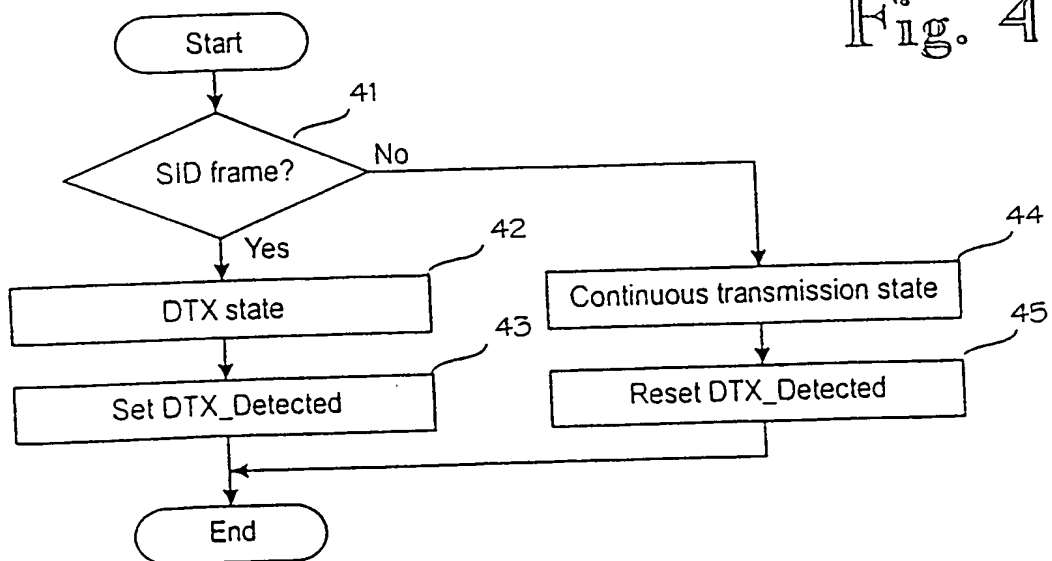 Fig. 4
Start
41
SID frame?
No
Yes
42
DTX state
43
Set DTX_Detected
44
Continuous transmission state
45
Reset DTX_Detected
End